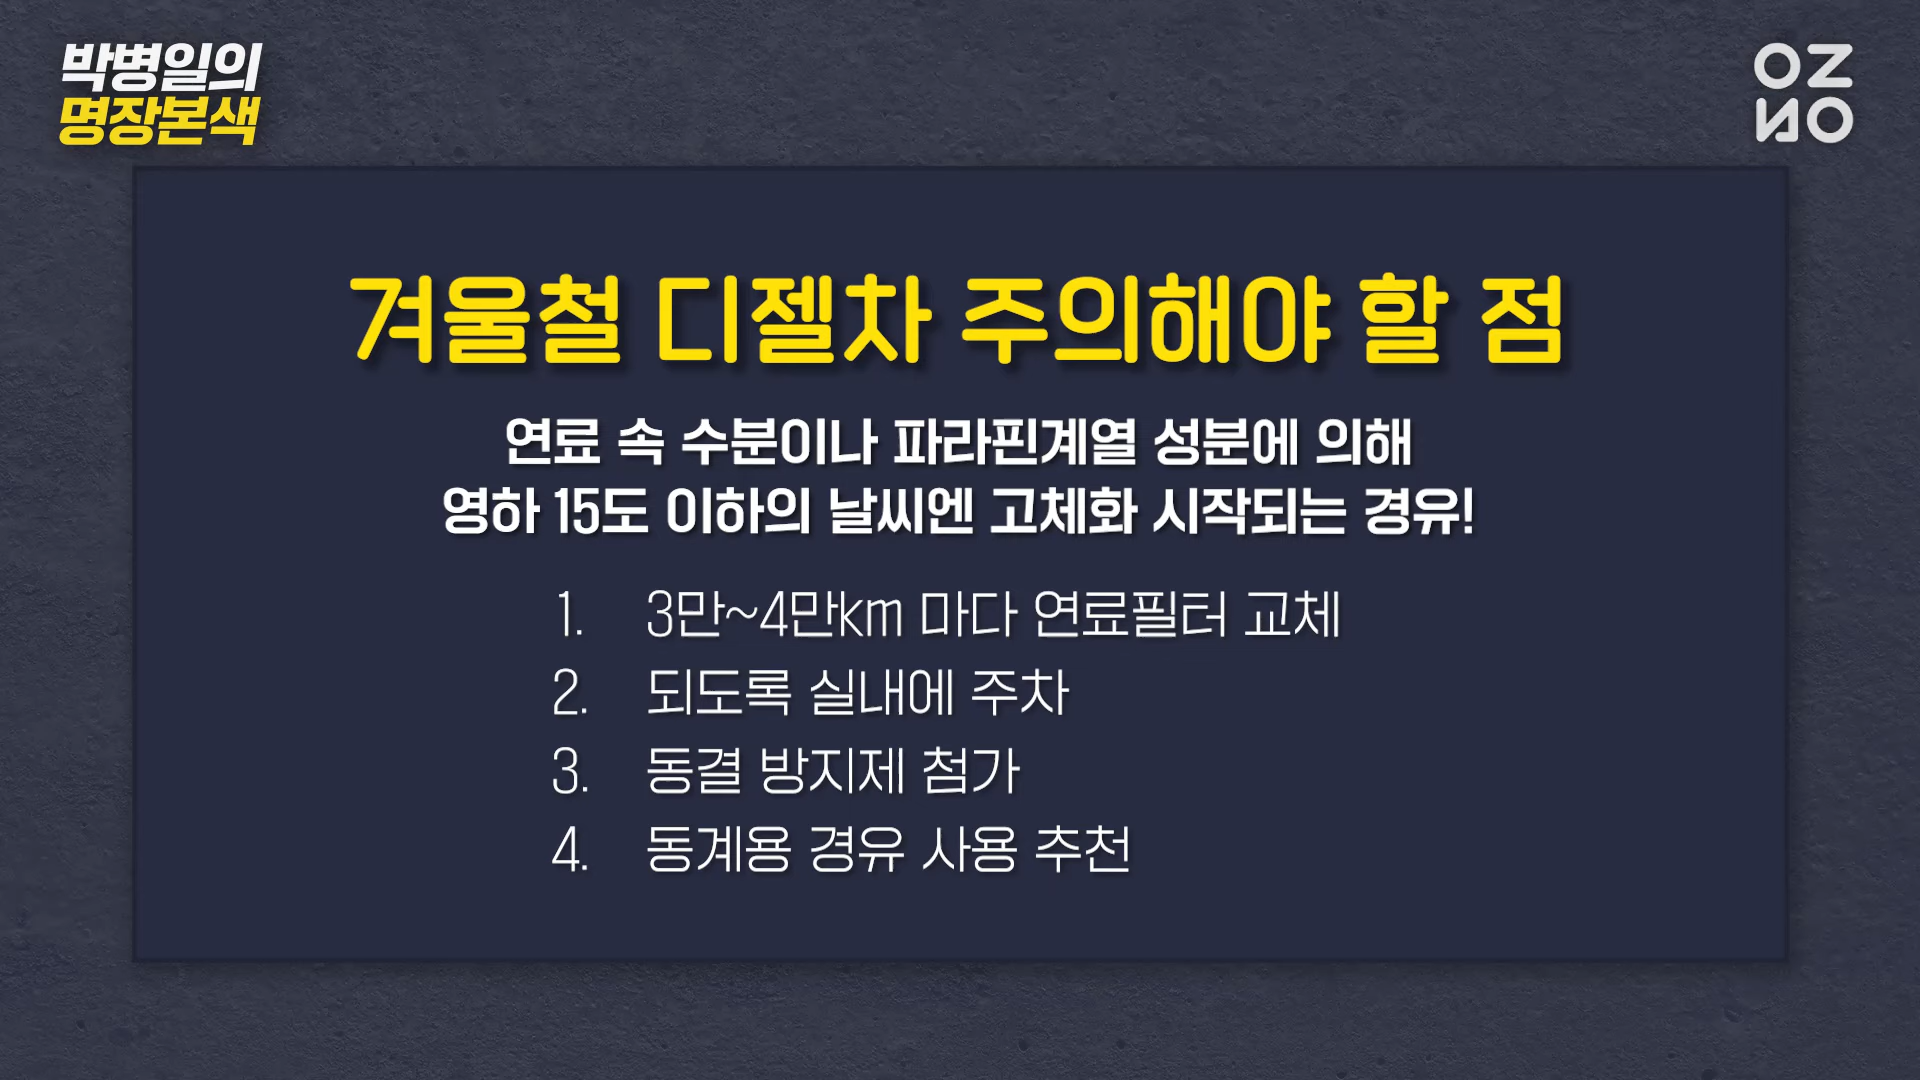 박병일의
명장본색
OZ
NO
겨울철 디젤차 주의해야 할 점
연료 속 수분이나 파라핀계열 성분에 의해
영하 15도 이하의 날씨엔 고체화 시작되는 경유!
1. 3만~4만km 마다 연료필터 교체
2. 되도록 실내에 주차
3. 동결 방지제 첨가
4. 동계용 경유 사용 추천